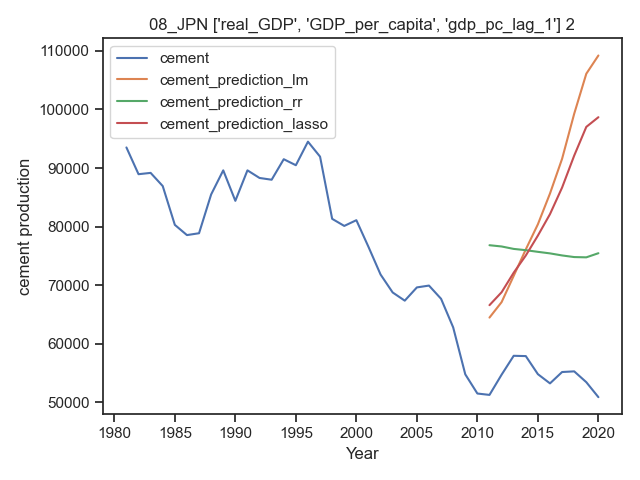 08_JPN ['real_GDP', 'GDP_per_capita', 'gdp_pc_lag_1'] 2
cement
cement_prediction_lm
cement_prediction_rr
cement_prediction_lasso
110000
100000
90000
80000
70000
60000
50000
cement production
1980 1985 1990 1995 2000 2005 2010 2015 2020
Year